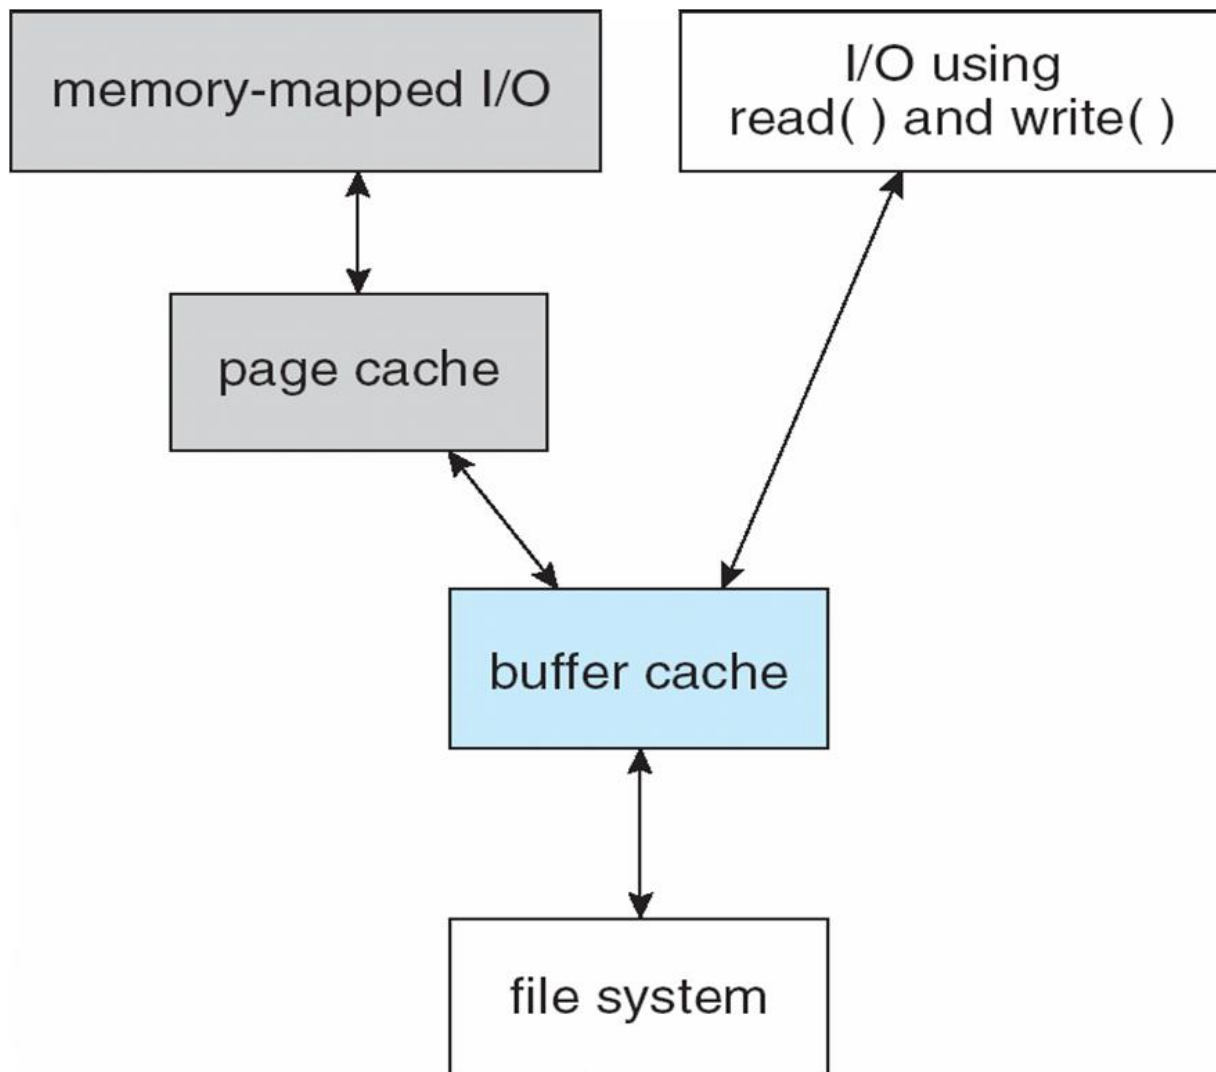 memory-mapped I/O
I/O using
read( ) and write( )
page cache
buffer cache
file system